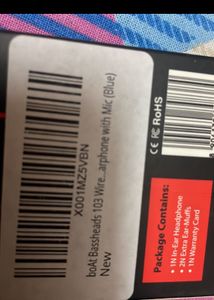 X001MZ5VBN
boAt Bassheads 103 Wire...arphone with Mic (Blue)
New
CE FC RoHS
Package Contains:
• 1N In-Ear Headphone
• 2N Extra Ear-Muffs
• 1N Warranty Card